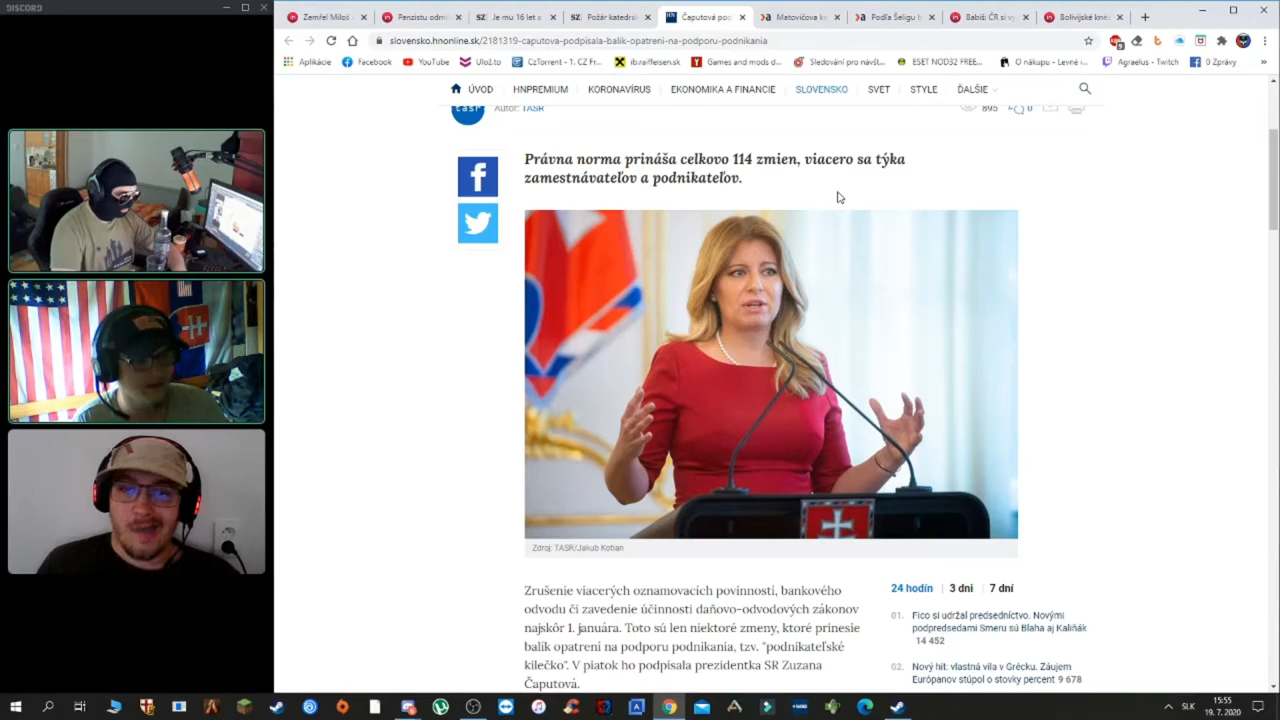 DISCORD
Zemřel Miloš
Penzistu odm
Je mu 16 let a
Požár katedrál
Čaputová pod
Matovičova k
Podľa Šeligu b
Babiš: ČR si v
Bolívijské kně
slovensko.hnonline.sk/2181319-caputova-podpisala-balik-opatreni-na-podporu-podnikania
Aplikácie
Facebook
YouTube
Ulož.to
CzTorrent - 1. CZ Fr...
ib.raiffeisen.sk
Games and mods d...
Sledování pro návšt...
ESET NOD32 FREE...
O nákupu - Levné i...
Agraelus - Twitch
0 Zprávy
ÚVOD
HNPREMIUM
KORONAVÍRUS
EKONOMIKA A FINANCIE
SLOVENSKO
SVET
STYLE
ĎALŠIE
Autor: TASR
895
0
Právna norma prináša celkovo 114 zmien, viacero sa týka
zamestnávateľov a podnikateľov.
Zdroj: TASR/Jakub Kotian
Zrušenie viacerých oznamovacích povinností, bankového
odvodu či zavedenie účinnosti daňovo-odvodových zákonov
najskôr 1. januára. Toto sú len niektoré zmeny, ktoré prinesie
balík opatrení na podporu podnikania, tzv. "podnikateľské
kilečko". V piatok ho podpísala prezidentka SR Zuzana
Čaputová.
24 hodín
3 dni
7 dní
01. Fico si udržal predsedníctvo. Novými
podpredsedami Smeru sú Blaha aj Kaliňák
14 452
02. Nový hit: vlastná vila v Grécku. Záujem
Európanov stúpol o stovky percent 9 678
SLK
15:55
19. 7. 2020